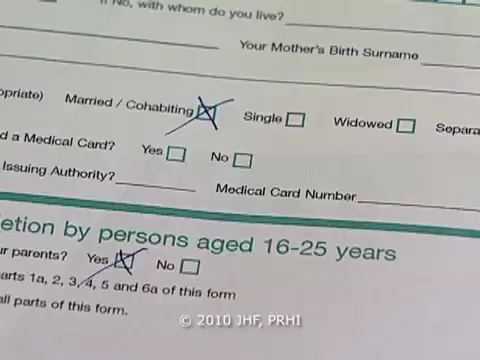 If No, with whom do you live?
Your Mother's Birth Surname
opriate) Married / Cohabiting Single Widowed Separa
d a Medical Card? Yes No
Issuing Authority? Medical Card Number
etion by persons aged 16-25 years
ur parents? Yes No
arts 1a, 2, 3, 4, 5 and 6a of this form
all parts of this form.
© 2010 JHF, PRHI